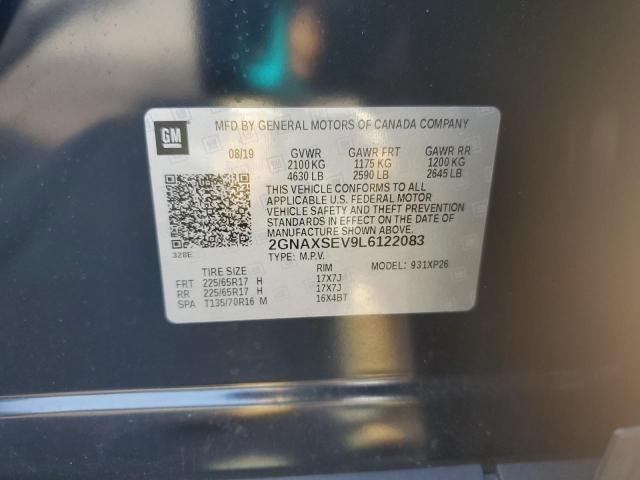 GM
MFD BY GENERAL MOTORS OF CANADA COMPANY
08/19 GVWR GAWR FRT GAWR RR
2100 KG 1175 KG 1200 KG
4630 LB 2590 LB 2645 LB
THIS VEHICLE CONFORMS TO ALL
APPLICABLE U.S. FEDERAL MOTOR
VEHICLE SAFETY AND THEFT PREVENTION
STANDARDS IN EFFECT ON THE DATE OF
MANUFACTURE SHOWN ABOVE.
2GNAXSEV9L6122083
328E
TYPE: M.P.V. MODEL: 931XP26
TIRE SIZE RIM
FRT 225/65R17 H 17X7J
RR 225/65R17 H 17X7J
SPA T135/70R16 M 16X4BT